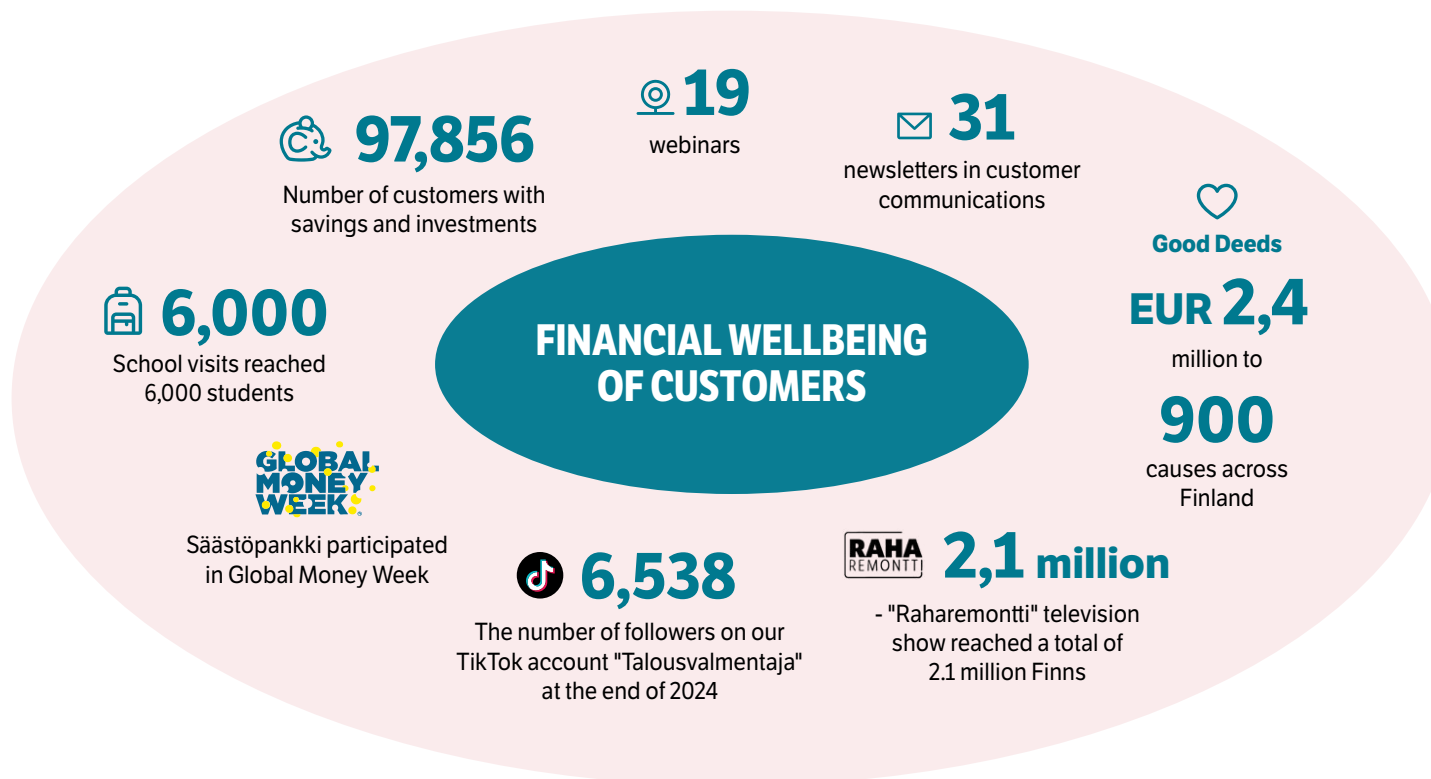 19
webinars
31
newsletters in customer
communications
97,856
Number of customers with
savings and investments
Good Deeds
EUR 2,4
million to
900
causes across
Finland
6,000
School visits reached
6,000 students
FINANCIAL WELLBEING
OF CUSTOMERS
GLOBAL
MONEY
WEEK
Säästöpankki participated
in Global Money Week
6,538
The number of followers on our
TikTok account "Talousvalmentaja"
at the end of 2024
RAHA
REMONTTI
2,1 million
- "Raharemontti" television
show reached a total of
2.1 million Finns